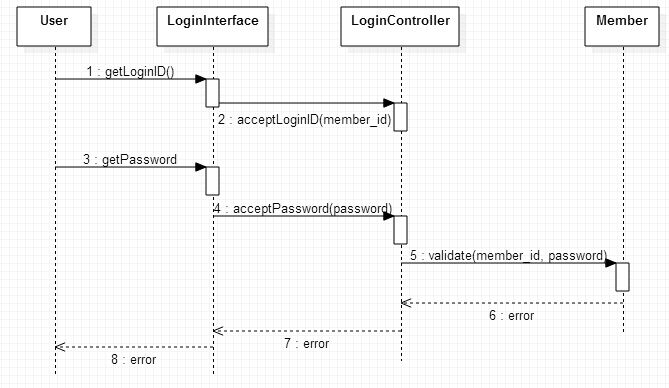 User
LoginInterface
LoginController
Member
1 : getLoginID()
2 : acceptLoginID(member_id)
3 : getPassword
4 : acceptPassword(password)
5 : validate(member_id, password)
6 : error
7 : error
8 : error